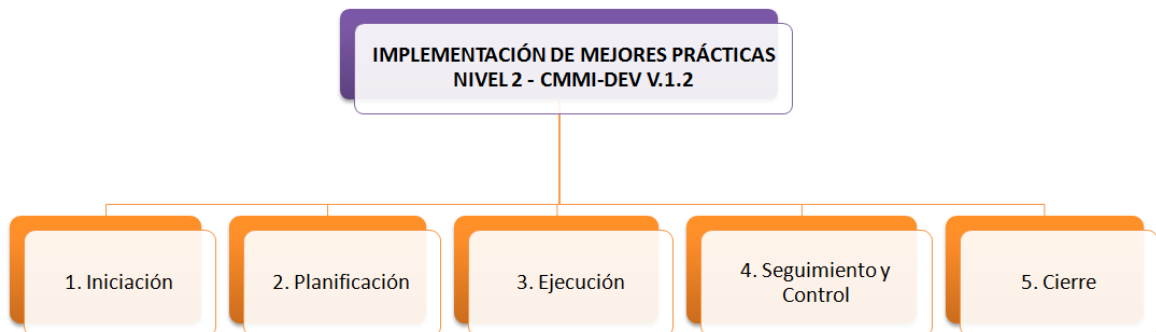 IMPLEMENTACIÓN DE MEJORES PRÁCTICAS
NIVEL 2 - CMMI-DEV V.1.2
1. Iniciación
2. Planificación
3. Ejecución
4. Seguimiento y
Control
5. Cierre